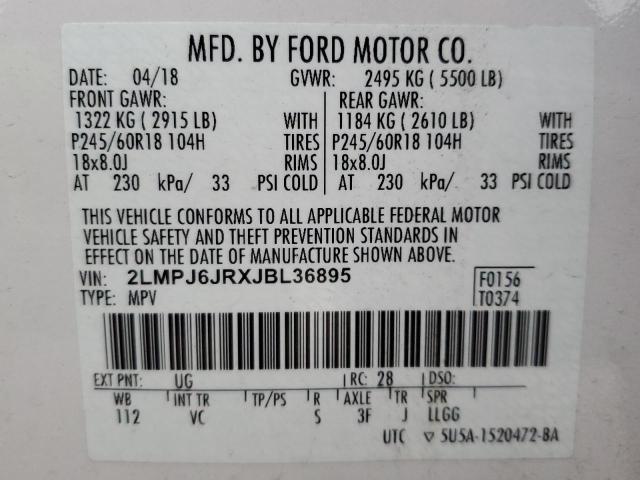 MFD. BY FORD MOTOR CO.
DATE: 04/18 GVWR: 2495 KG ( 5500 LB)
FRONT GAWR: REAR GAWR:
1322 KG ( 2915 LB) WITH 1184 KG ( 2610 LB) WITH
P245/60R18 104H TIRES P245/60R18 104H TIRES
18x8.0J RIMS 18x8.0J RIMS
AT 230 kPa/ 33 PSI COLD AT 230 kPa/ 33 PSI COLD
THIS VEHICLE CONFORMS TO ALL APPLICABLE FEDERAL MOTOR
VEHICLE SAFETY AND THEFT PREVENTION STANDARDS IN
EFFECT ON THE DATE OF MANUFACTURE SHOWN ABOVE.
VIN: 2LMPJ6JRXJBL36895 F0156
TYPE: MPV T0374
EXT PNT: UG RC: 28 DSO:
WB INT TR TP/PS R AXLE TR SPR
112 VC S 3F J LLGG
UTC ▽ 5U5A-1520472-BA